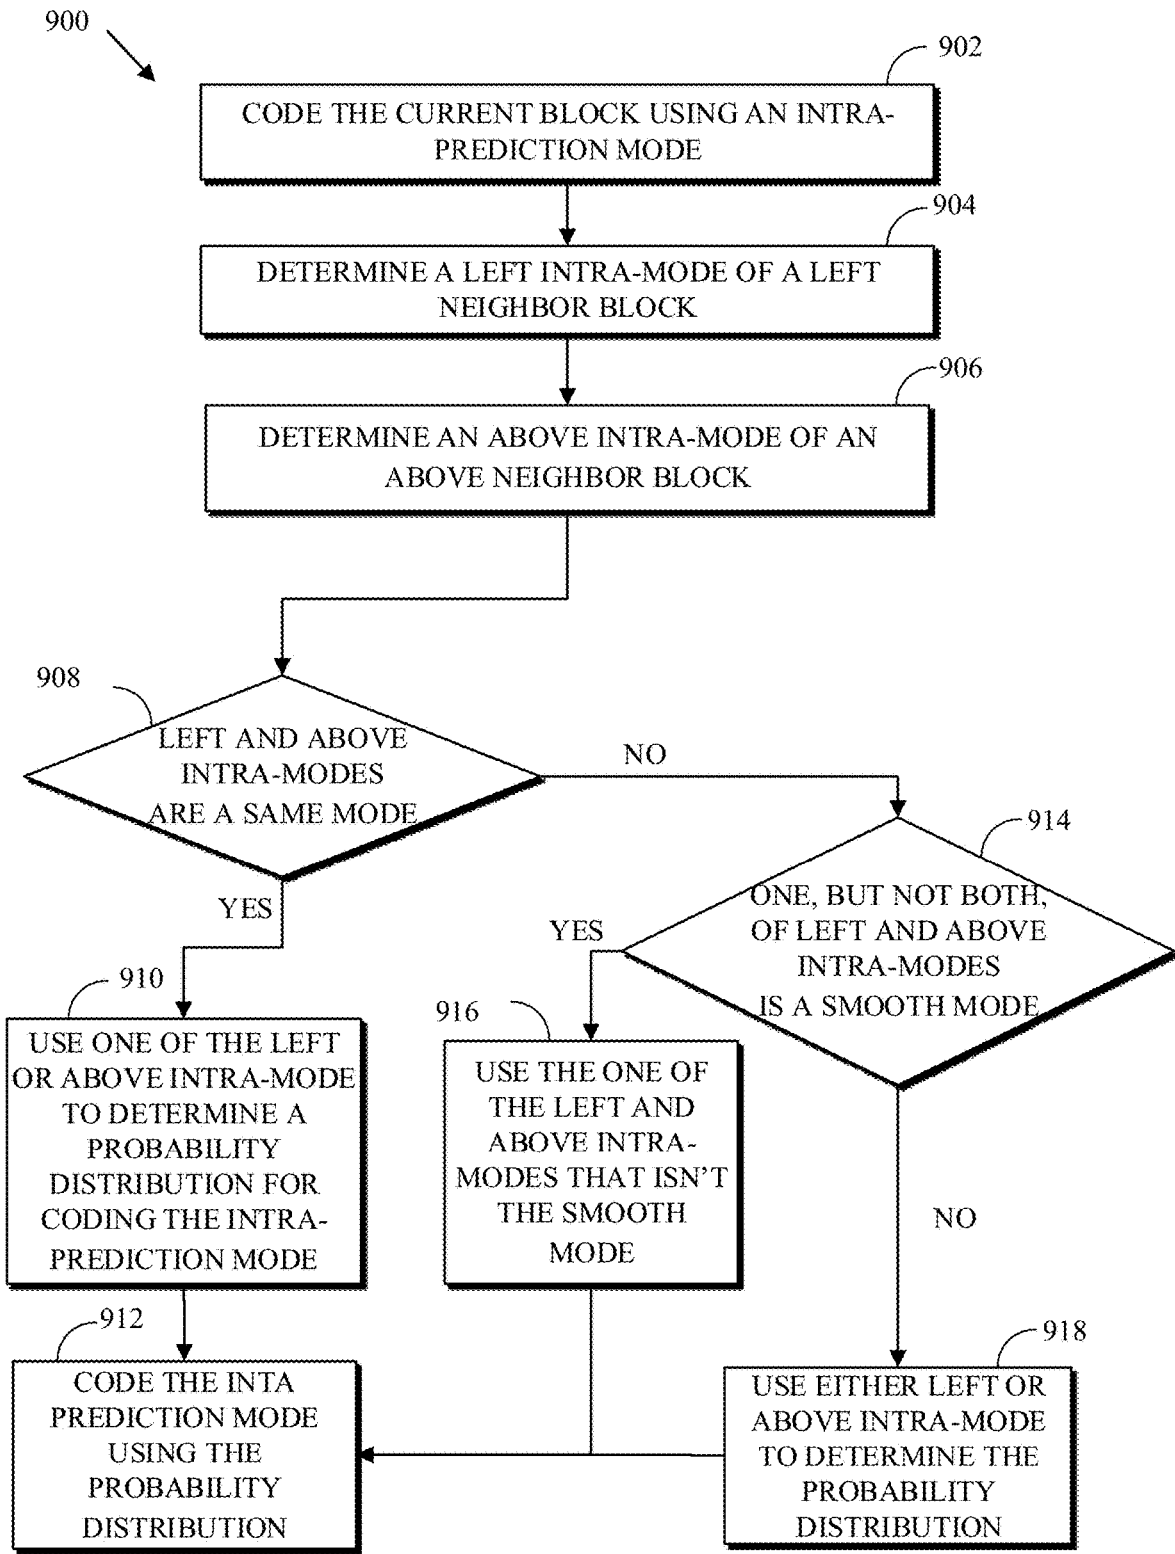 900
902
CODE THE CURRENT BLOCK USING AN INTRA-
PREDICTION MODE
904
DETERMINE A LEFT INTRA-MODE OF A LEFT
NEIGHBOR BLOCK
906
DETERMINE AN ABOVE INTRA-MODE OF AN
ABOVE NEIGHBOR BLOCK
908
LEFT AND ABOVE
INTRA-MODES
ARE A SAME MODE
NO
YES
914
ONE, BUT NOT BOTH,
OF LEFT AND ABOVE
INTRA-MODES
IS A SMOOTH MODE
YES
NO
910
USE ONE OF THE LEFT
OR ABOVE INTRA-MODE
TO DETERMINE A
PROBABILITY
DISTRIBUTION FOR
CODING THE INTRA-
PREDICTION MODE
916
USE THE ONE OF
THE LEFT AND
ABOVE INTRA-
MODES THAT ISN'T
THE SMOOTH
MODE
912
CODE THE INTA
PREDICTION MODE
USING THE
PROBABILITY
DISTRIBUTION
918
USE EITHER LEFT OR
ABOVE INTRA-MODE
TO DETERMINE THE
PROBABILITY
DISTRIBUTION